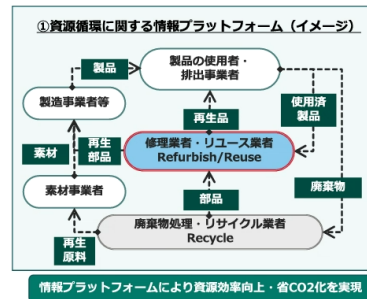 ①資源循環に関する情報プラットフォーム（イメージ）
製品の使用者・
排出事業者
製品
製造事業者等
再生品
使用済
製品
素材
再生
部品
修理業者・リユース業者
Refurbish/Reuse
素材事業者
部品
廃棄物
廃棄物処理・リサイクル業者
Recycle
再生
原料
情報プラットフォームにより資源効率向上・省CO2化を実現